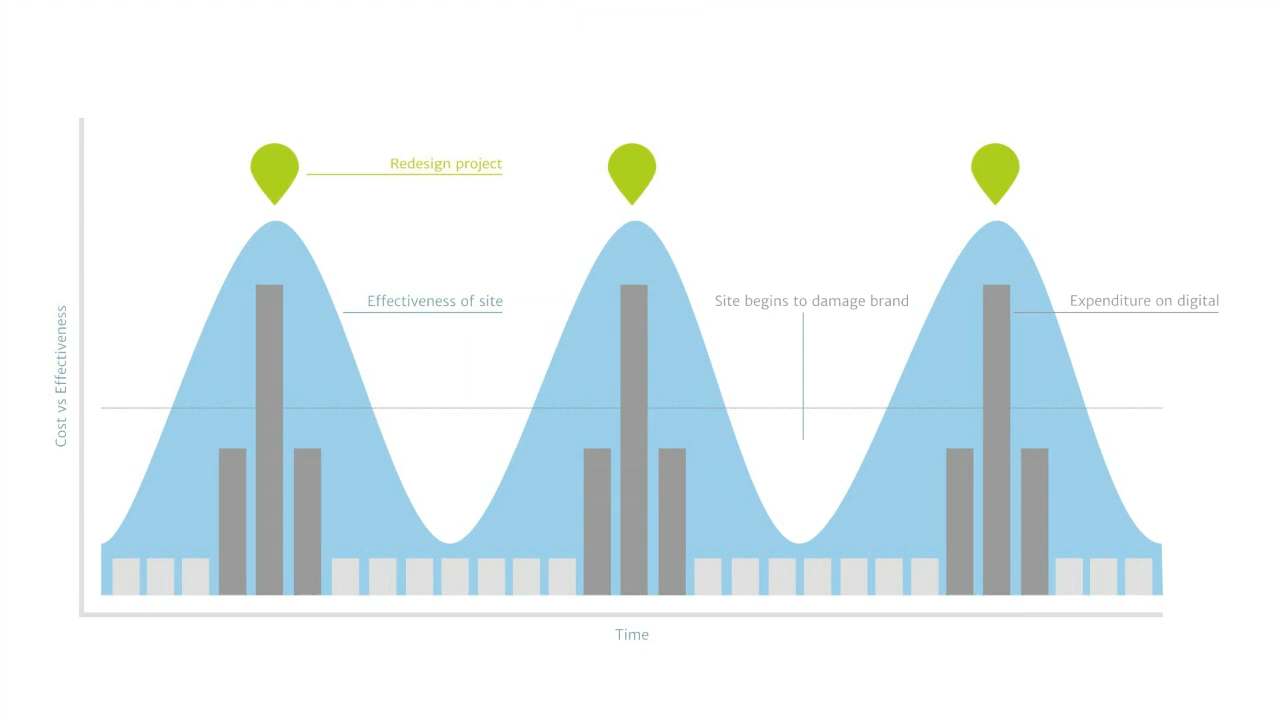 Redesign project
Effectiveness of site
Site begins to damage brand
Expenditure on digital
Cost vs Effectiveness
Time